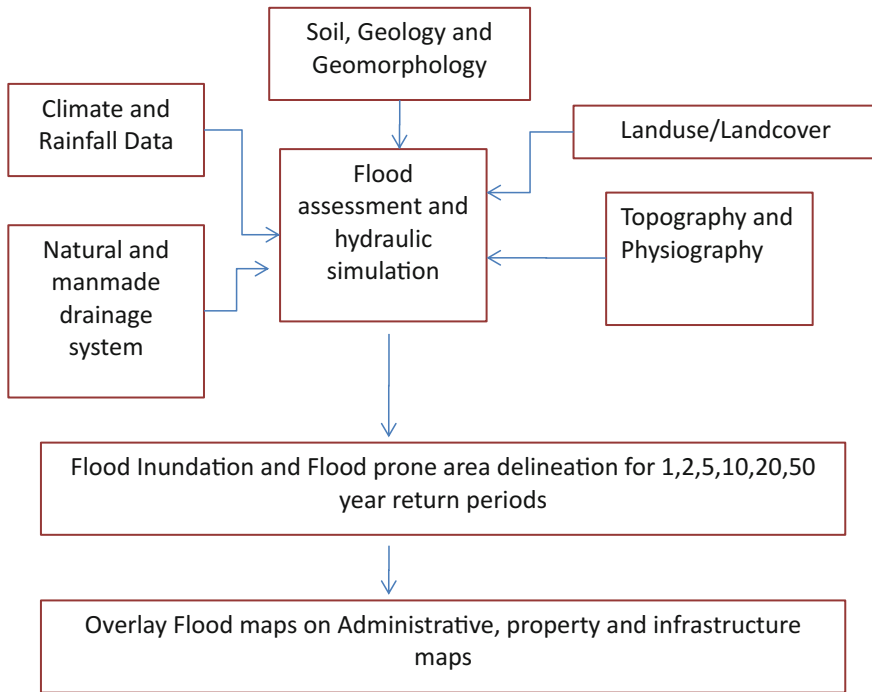 Soil, Geology and
Geomorphology
Climate and
Rainfall Data
Landuse/Landcover
Flood
assessment and
hydraulic
simulation
Topography and
Physiography
Natural and
manmade
drainage
system
Flood Inundation and Flood prone area delineation for 1,2,5,10,20,50
year return periods
Overlay Flood maps on Administrative, property and infrastructure
maps